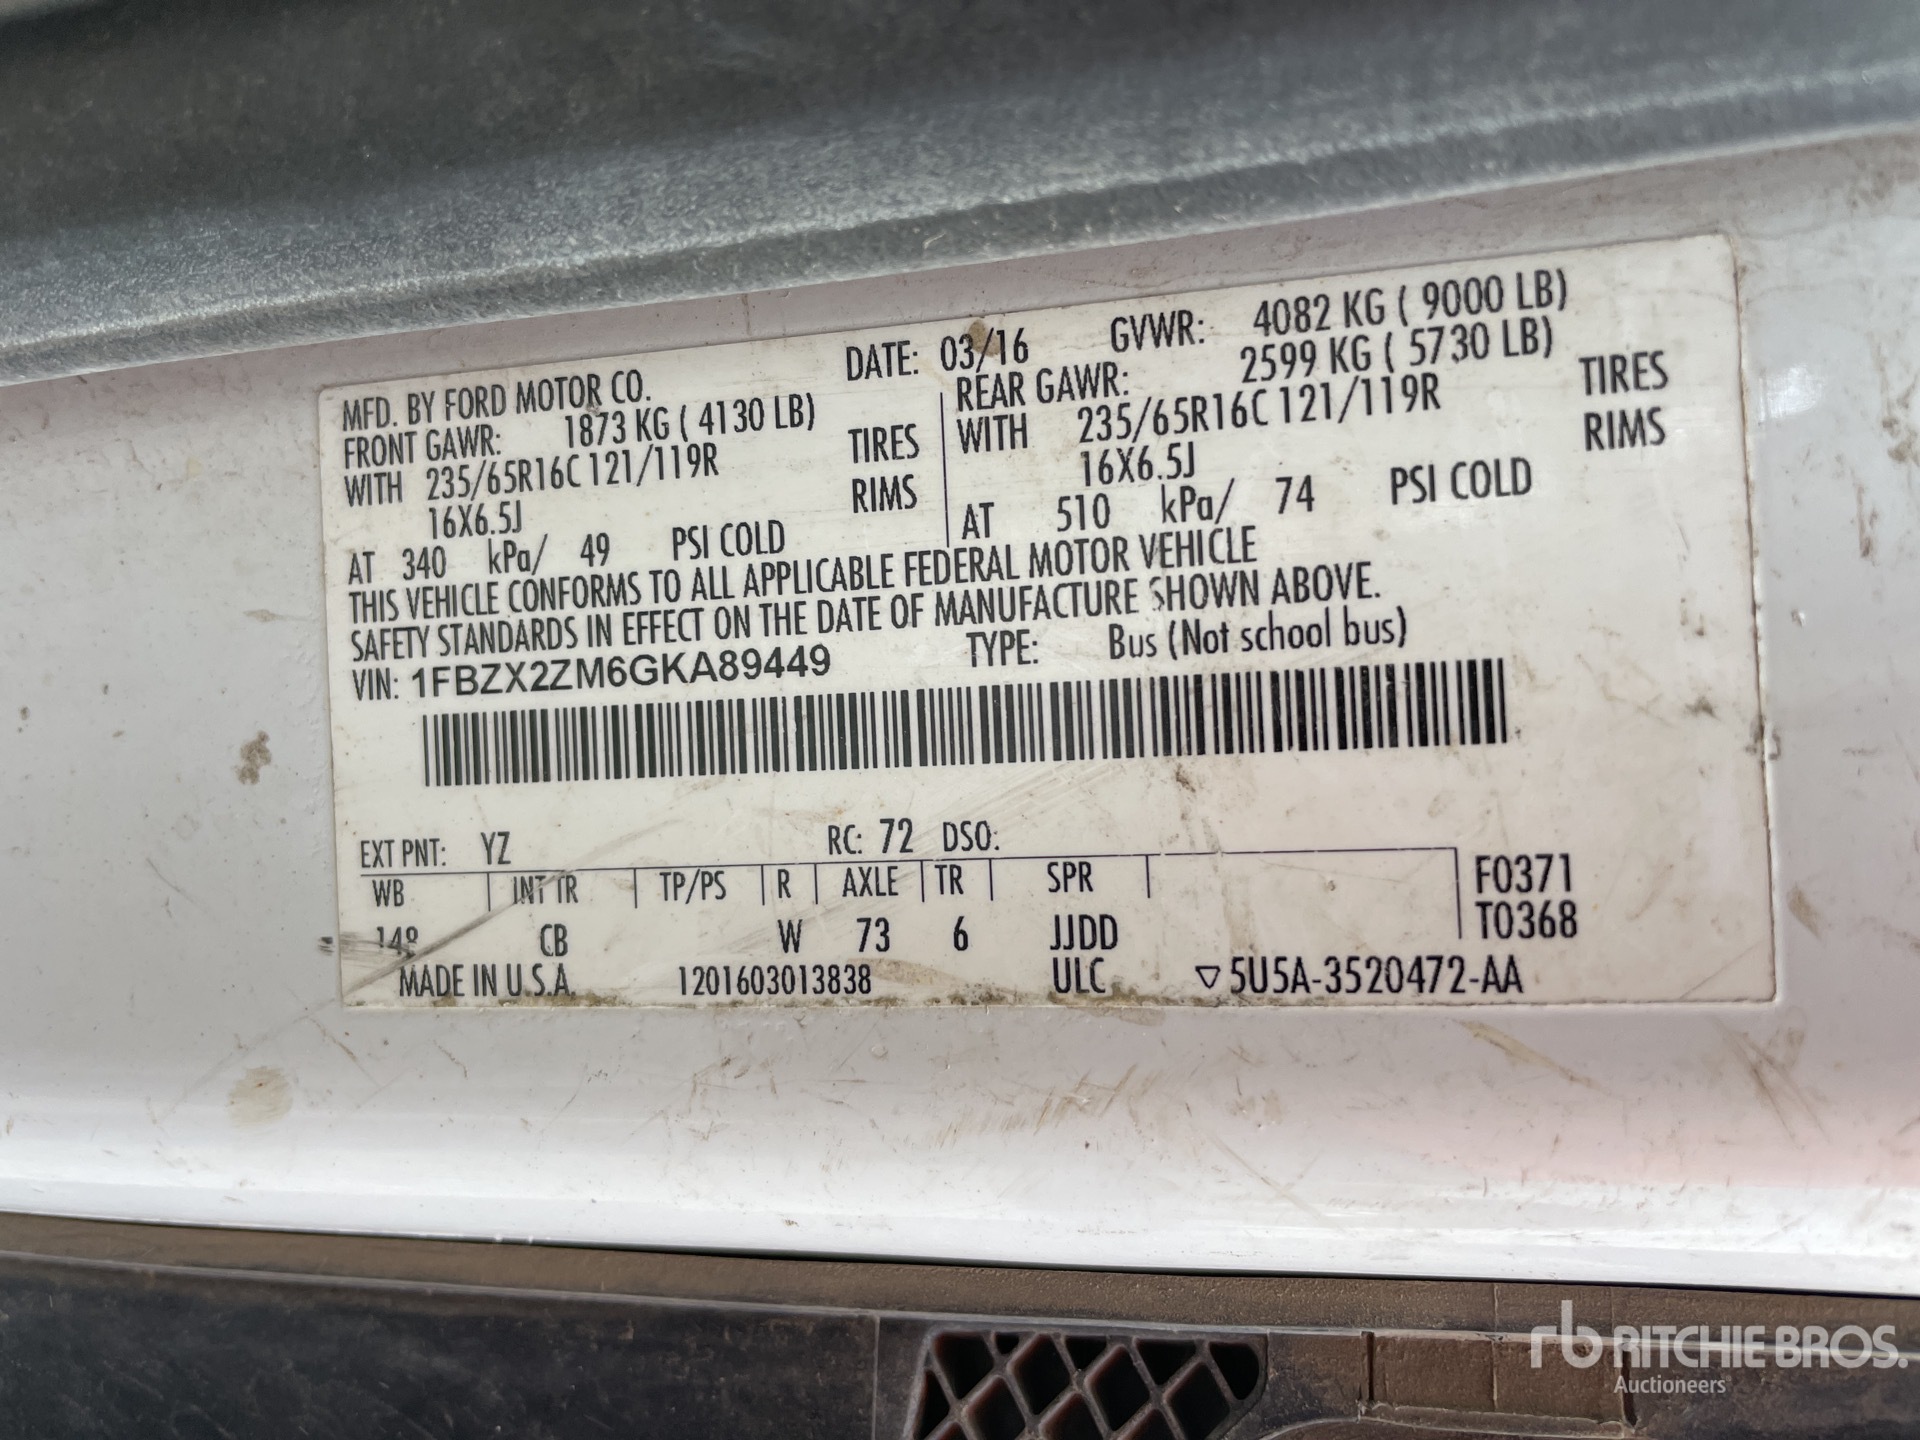 MFD. BY FORD MOTOR CO. DATE: 03/16 GVWR: 4082 KG ( 9000 LB)
FRONT GAWR: 1873 KG ( 4130 LB) REAR GAWR: 2599 KG ( 5730 LB)
WITH 235/65R16C 121/119R TIRES WITH 235/65R16C 121/119R TIRES
16X6.5J RIMS 16X6.5J RIMS
AT 340 kPa/ 49 PSI COLD AT 510 kPa/ 74 PSI COLD
THIS VEHICLE CONFORMS TO ALL APPLICABLE FEDERAL MOTOR VEHICLE
SAFETY STANDARDS IN EFFECT ON THE DATE OF MANUFACTURE SHOWN ABOVE.
VIN: 1FBZX2ZM6GKA89449 TYPE: Bus (Not school bus)
EXT PNT: YZ RC: 72 DSO:
WB INT TR TP/PS R AXLE TR SPR F0371
148 CB W 73 6 JJDD T0368
MADE IN U.S.A. 1201603013838 ULC ▽5U5A-3520472-AA
rb RITCHIE BROS.
Auctioneers